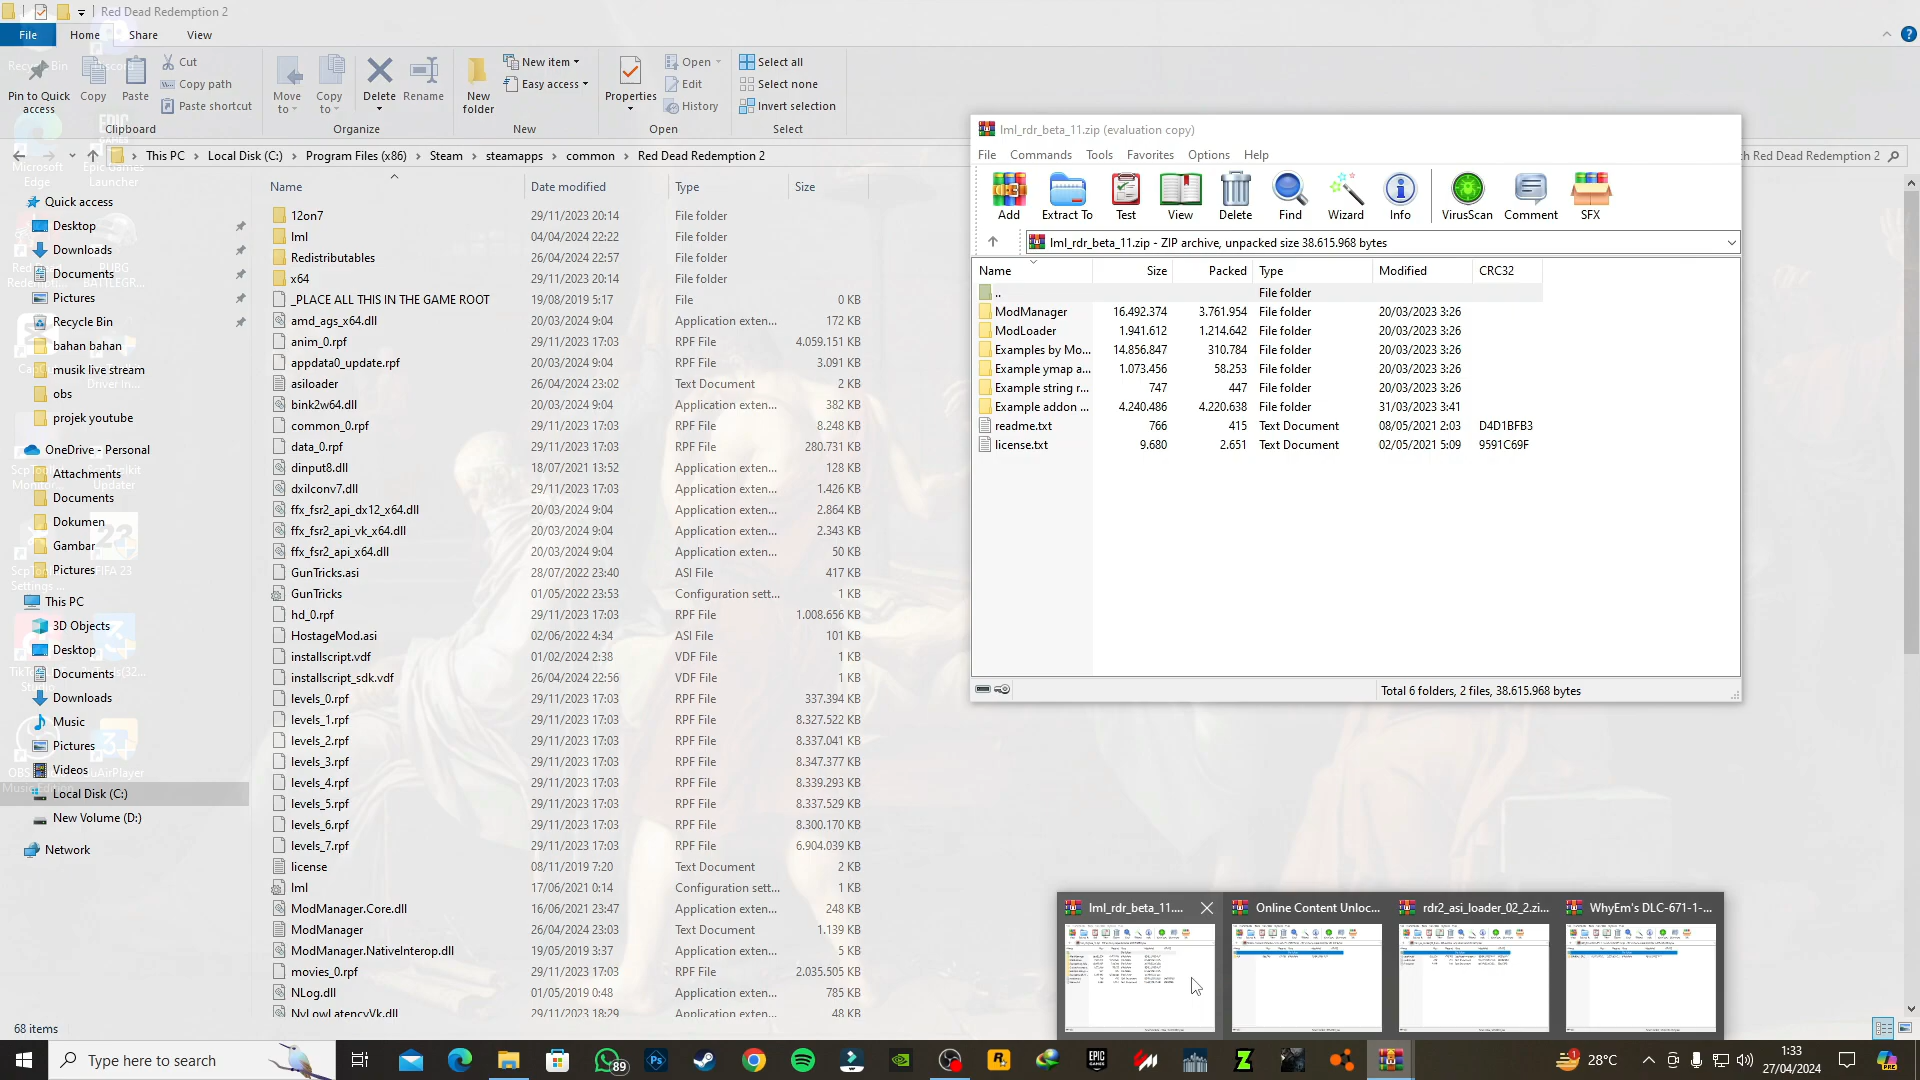 Red Dead Redemption 2
File
Home
Share
View
Pin to Quick access
Copy
Paste
Cut
Copy path
Paste shortcut
Move to
Copy to
Delete
Rename
New folder
New item
Easy access
Properties
Open
Edit
History
Select all
Select none
Invert selection
Clipboard
Organize
New
Open
Select
This PC > Local Disk (C:) > Program Files (x86) > Steam > steamapps > common > Red Dead Redemption 2
ch Red Dead Redemption 2
Quick access
Desktop
Downloads
Documents
Pictures
Recycle Bin
bahan bahan
musik live stream
obs
projek youtube
OneDrive - Personal
Attachments
Documents
Dokumen
Gambar
Pictures
This PC
3D Objects
Desktop
Documents
Downloads
Music
Pictures
Videos
Local Disk (C:)
New Volume (D:)
Network
Name Date modified Type Size
12on7 29/11/2023 20:14 File folder
lml 04/04/2024 22:22 File folder
Redistributables 26/04/2024 22:57 File folder
x64 29/11/2023 20:14 File folder
_PLACE ALL THIS IN THE GAME ROOT 19/08/2019 5:17 File 0 KB
amd_ags_x64.dll 20/03/2024 9:04 Application exten... 172 KB
anim_0.rpf 29/11/2023 17:03 RPF File 4.059.151 KB
appdata0_update.rpf 20/03/2024 9:04 RPF File 3.091 KB
asiloader 26/04/2024 23:02 Text Document 2 KB
bink2w64.dll 20/03/2024 9:04 Application exten... 382 KB
common_0.rpf 29/11/2023 17:03 RPF File 8.248 KB
data_0.rpf 29/11/2023 17:03 RPF File 280.731 KB
dinput8.dll 18/07/2021 13:52 Application exten... 128 KB
dxilconv7.dll 29/11/2023 17:03 Application exten... 1.426 KB
ffx_fsr2_api_dx12_x64.dll 20/03/2024 9:04 Application exten... 2.864 KB
ffx_fsr2_api_vk_x64.dll 20/03/2024 9:04 Application exten... 2.343 KB
ffx_fsr2_api_x64.dll 20/03/2024 9:04 Application exten... 50 KB
GunTricks.asi 28/07/2022 23:40 ASI File 417 KB
GunTricks 01/05/2022 23:53 Configuration sett... 1 KB
hd_0.rpf 29/11/2023 17:03 RPF File 1.008.656 KB
HostageMod.asi 02/06/2022 4:34 ASI File 101 KB
installscript.vdf 01/02/2024 2:38 VDF File 1 KB
installscript_sdk.vdf 26/04/2024 22:56 VDF File 1 KB
levels_0.rpf 29/11/2023 17:03 RPF File 337.394 KB
levels_1.rpf 29/11/2023 17:03 RPF File 8.327.522 KB
levels_2.rpf 29/11/2023 17:03 RPF File 8.337.041 KB
levels_3.rpf 29/11/2023 17:03 RPF File 8.347.377 KB
levels_4.rpf 29/11/2023 17:03 RPF File 8.339.293 KB
levels_5.rpf 29/11/2023 17:03 RPF File 8.337.529 KB
levels_6.rpf 29/11/2023 17:03 RPF File 8.300.170 KB
levels_7.rpf 29/11/2023 17:03 RPF File 6.904.039 KB
license 08/11/2019 7:20 Text Document 2 KB
lml 17/06/2021 0:14 Configuration sett... 1 KB
ModManager.Core.dll 16/06/2021 23:47 Application exten... 248 KB
ModManager 26/04/2024 23:03 Text Document 1.139 KB
ModManager.NativeInterop.dll 19/05/2019 3:37 Application exten... 5 KB
movies_0.rpf 29/11/2023 17:03 RPF File 2.035.505 KB
NLog.dll 01/05/2019 0:48 Application exten... 785 KB
NvLowLatencyVk.dll 29/11/2023 18:29 Application exten... 48 KB
68 items
lml_rdr_beta_11.zip (evaluation copy)
File Commands Tools Favorites Options Help
Add
Extract To
Test
View
Delete
Find
Wizard
Info
VirusScan
Comment
SFX
lml_rdr_beta_11.zip - ZIP archive, unpacked size 38.615.968 bytes
Name Size Packed Type Modified CRC32
.. File folder
ModManager 16.492.374 3.761.954 File folder 20/03/2023 3:26
ModLoader 1.941.612 1.214.642 File folder 20/03/2023 3:26
Examples by Mo... 14.856.847 310.784 File folder 20/03/2023 3:26
Example ymap a... 1.073.456 58.253 File folder 20/03/2023 3:26
Example string r... 747 447 File folder 20/03/2023 3:26
Example addon ... 4.240.486 4.220.638 File folder 31/03/2023 3:41
readme.txt 766 415 Text Document 08/05/2021 2:03 D4D1BFB3
license.txt 9.680 2.651 Text Document 02/05/2021 5:09 9591C69F
Total 6 folders, 2 files, 38.615.968 bytes
lml_rdr_beta_11....
Online Content Unloc...
rdr2_asi_loader_02_2.zi...
WhyEm's DLC-671-1-...
Type here to search
89
28°C
1:33
27/04/2024